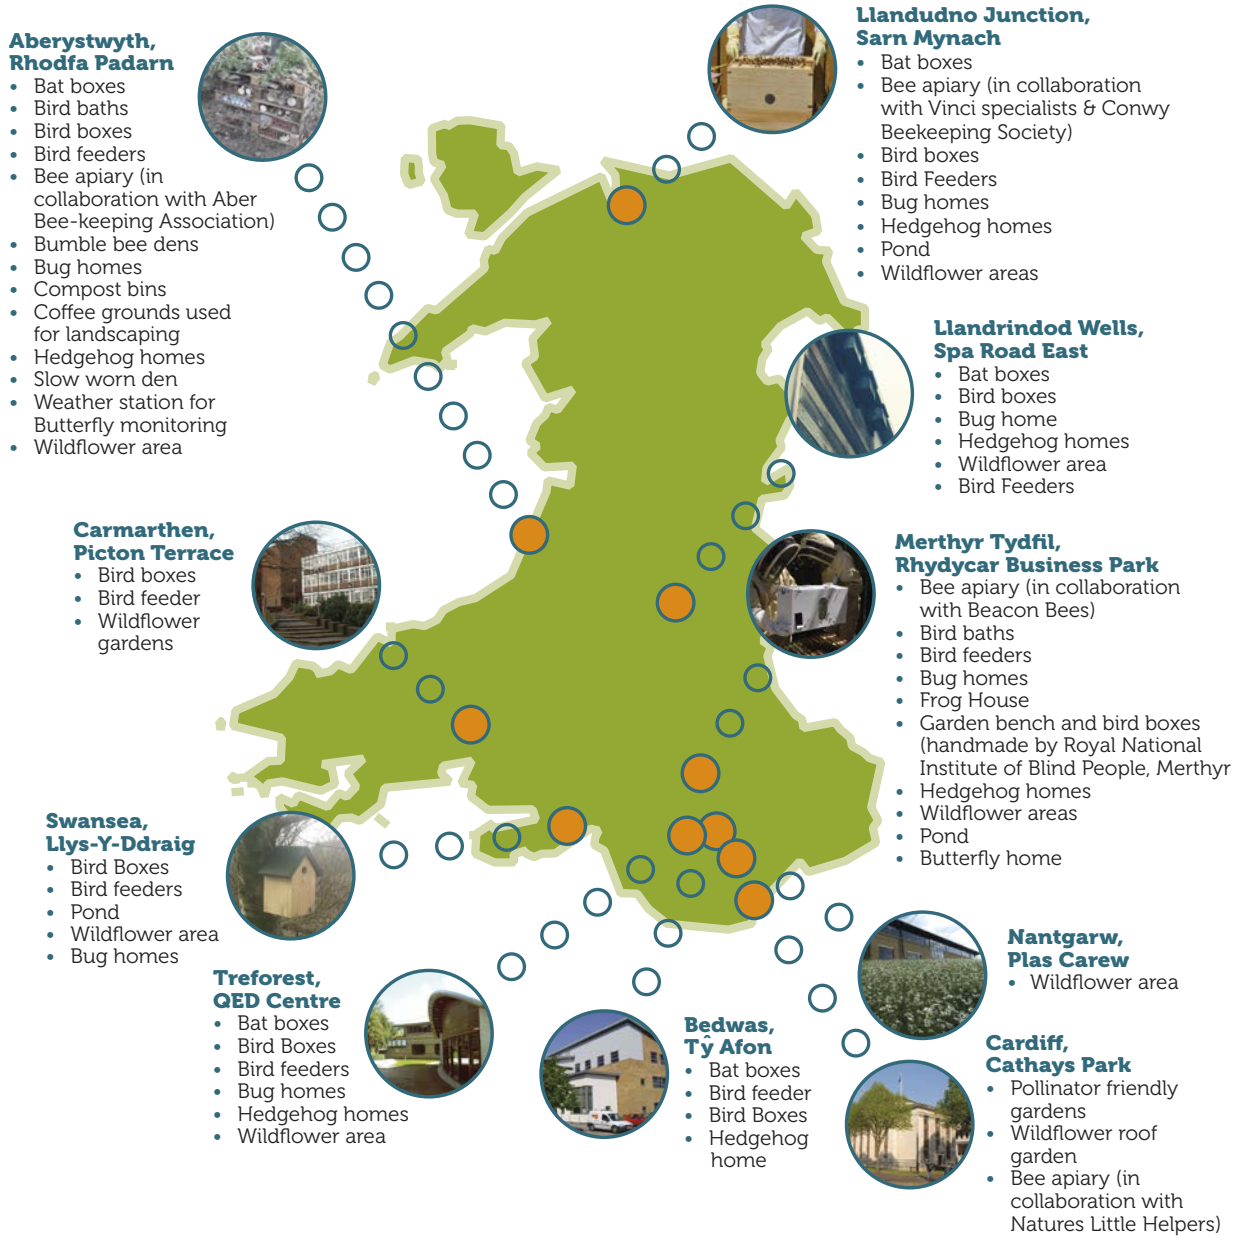 Aberystwyth,
Rhodfa Padarn
• Bat boxes
• Bird baths
• Bird boxes
• Bird feeders
• Bee apiary (in
collaboration with Aber
Bee-keeping Association)
• Bumble bee dens
• Bug homes
• Compost bins
• Coffee grounds used
for landscaping
• Hedgehog homes
• Slow worn den
• Weather station for
Butterfly monitoring
• Wildflower area
Llandudno Junction,
Sarn Mynach
• Bat boxes
• Bee apiary (in collaboration
with Vinci specialists & Conwy
Beekeeping Society)
• Bird boxes
• Bird Feeders
• Bug homes
• Hedgehog homes
• Pond
• Wildflower areas
Llandrindod Wells,
Spa Road East
• Bat boxes
• Bird boxes
• Bug home
• Hedgehog homes
• Wildflower area
• Bird Feeders
Carmarthen,
Picton Terrace
• Bird boxes
• Bird feeder
• Wildflower
gardens
Merthyr Tydfil,
Rhydycar Business Park
• Bee apiary (in collaboration
with Beacon Bees)
• Bird baths
• Bird feeders
• Bug homes
• Frog House
• Garden bench and bird boxes
(handmade by Royal National
Institute of Blind People, Merthyr
• Hedgehog homes
• Wildflower areas
• Pond
• Butterfly home
Swansea,
Llys-Y-Ddraig
• Bird Boxes
• Bird feeders
• Pond
• Wildflower area
• Bug homes
Treforest,
QED Centre
• Bat boxes
• Bird Boxes
• Bird feeders
• Bug homes
• Hedgehog homes
• Wildflower area
Bedwas,
Tŷ Afon
• Bat boxes
• Bird feeder
• Bird Boxes
• Hedgehog
home
Nantgarw,
Plas Carew
• Wildflower area
Cardiff,
Cathays Park
• Pollinator friendly
gardens
• Wildflower roof
garden
• Bee apiary (in
collaboration with
Natures Little Helpers)